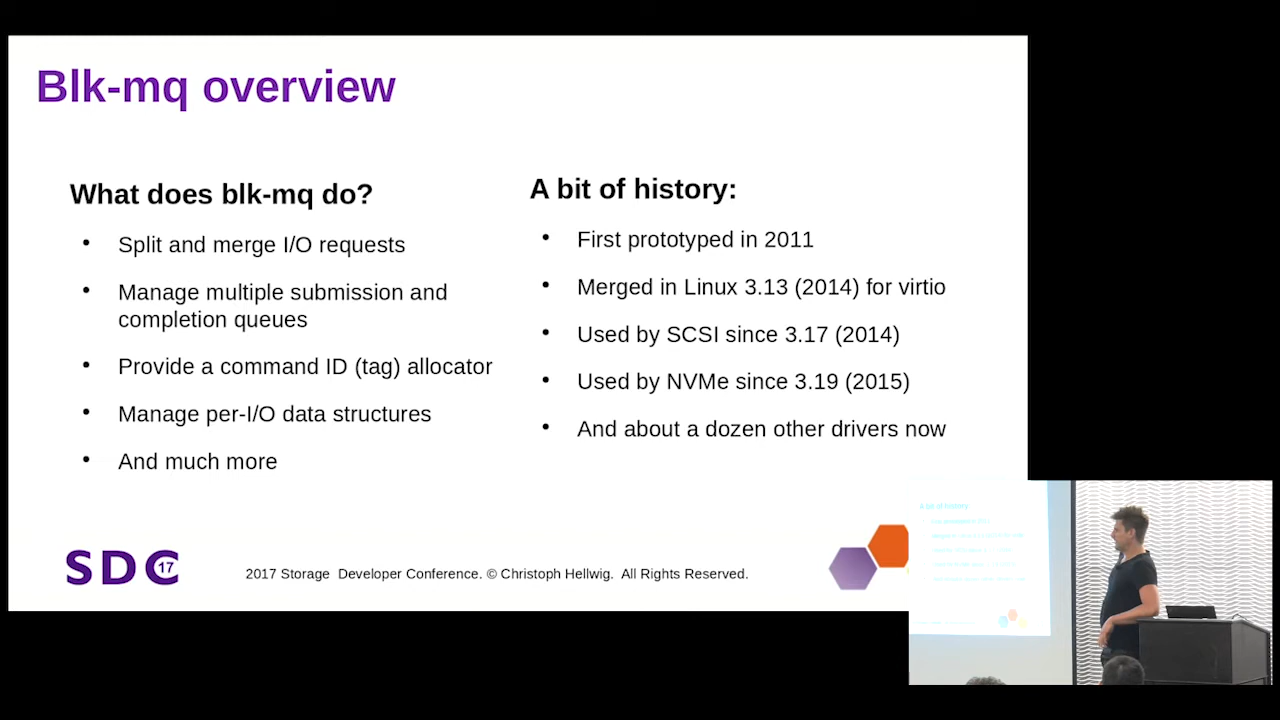 Blk-mq overview
What does blk-mq do?
• Split and merge I/O requests
• Manage multiple submission and
completion queues
• Provide a command ID (tag) allocator
• Manage per-I/O data structures
• And much more
A bit of history:
• First prototyped in 2011
• Merged in Linux 3.13 (2014) for virtio
• Used by SCSI since 3.17 (2014)
• Used by NVMe since 3.19 (2015)
• And about a dozen other drivers now
SDC 17
2017 Storage Developer Conference. © Christoph Hellwig. All Rights Reserved.
A bit of history: